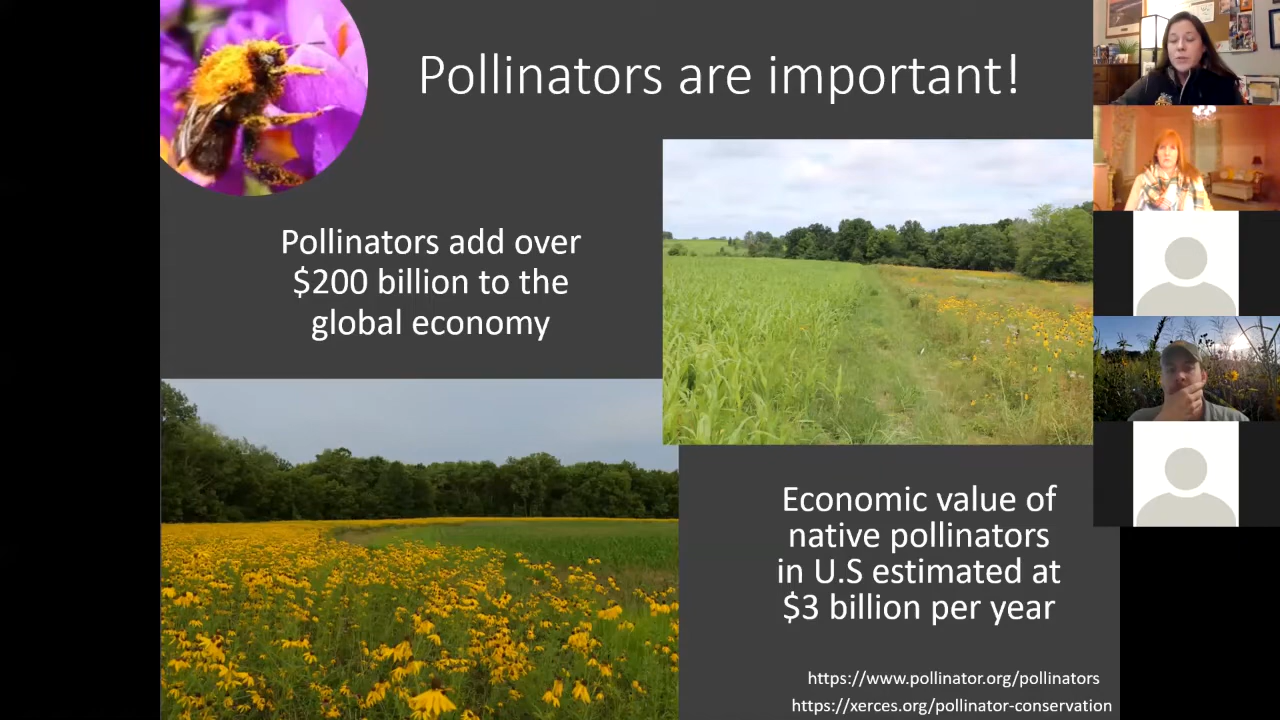 Pollinators are important!
Pollinators add over
$200 billion to the
global economy
Economic value of
native pollinators
in U.S estimated at
$3 billion per year
https://www.pollinator.org/pollinators
https://xerces.org/pollinator-conservation